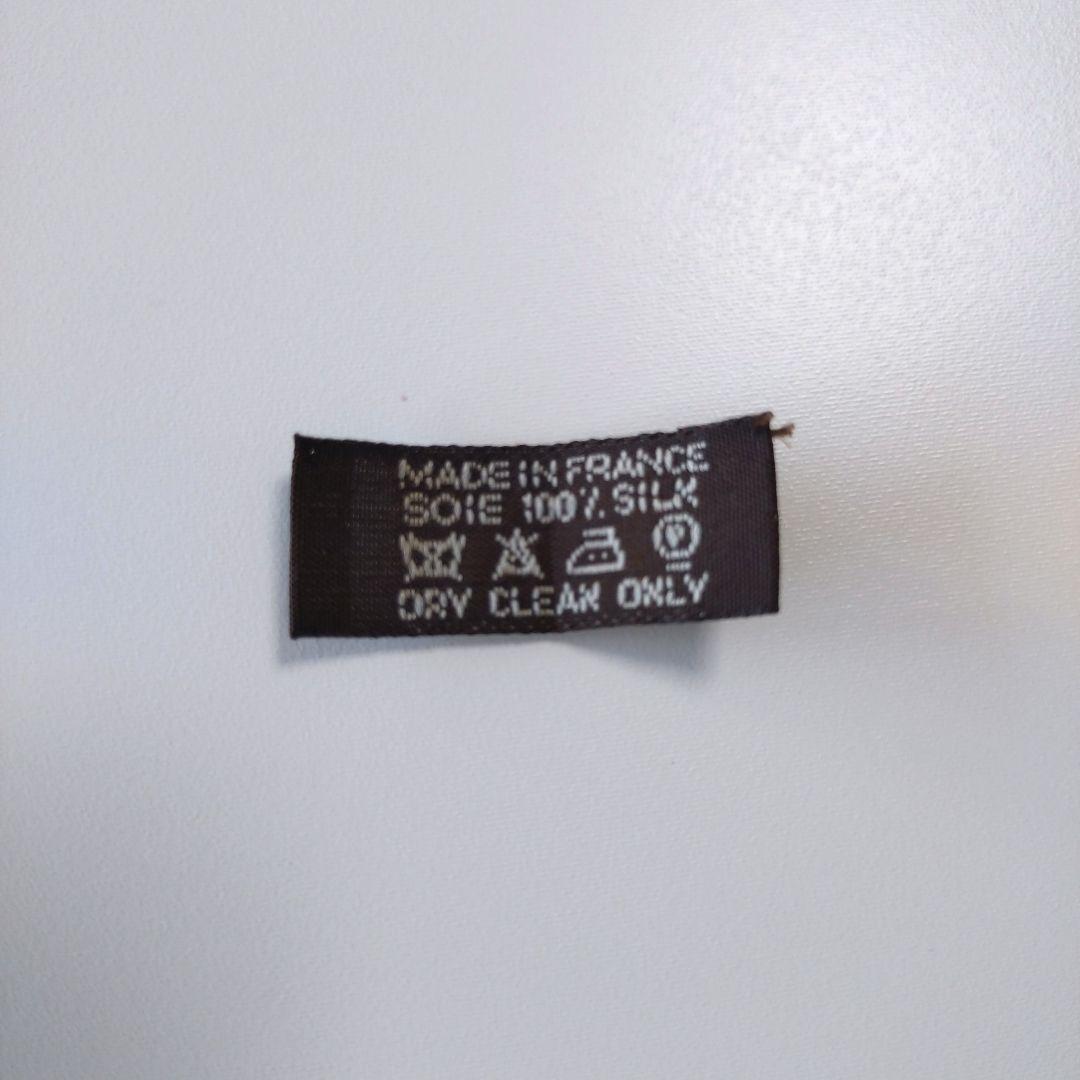 MADE IN FRANCE
SOIE 100% SILK
P
DRY CLEAN ONLY